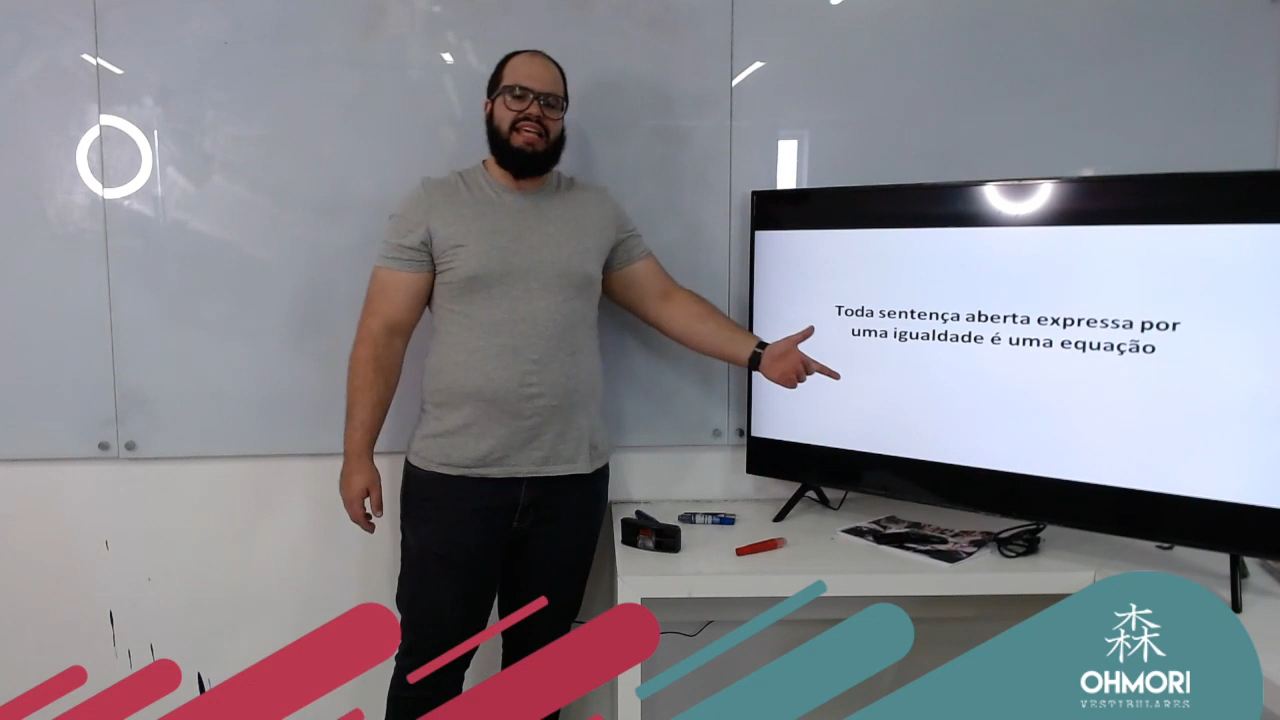 Toda sentença aberta expressa por
uma igualdade é uma equação
森
OHMORI
VESTIBULARES